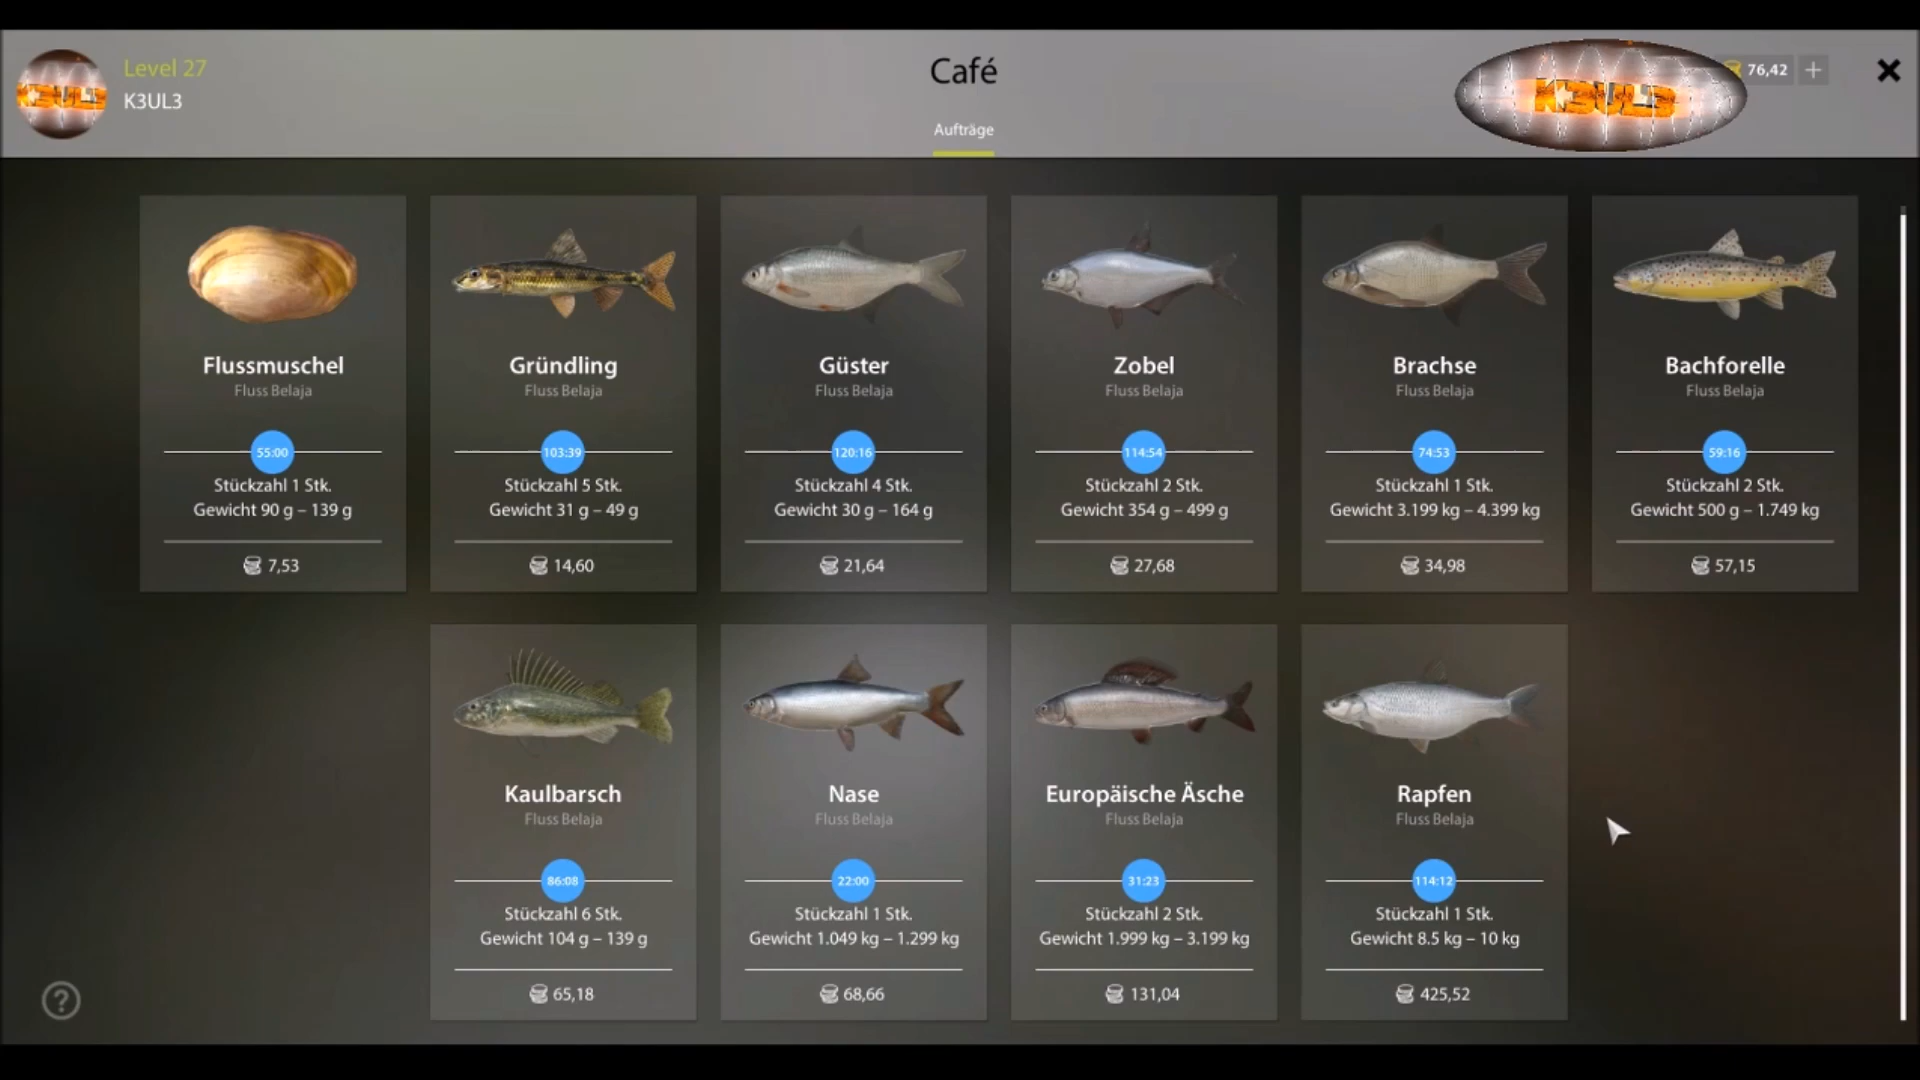 Level 27
K3UL3
K3UL3
Café
Aufträge
K3UL3
76,42
Flussmuschel
Fluss Belaja
55:00
Stückzahl 1 Stk.
Gewicht 90 g – 139 g
7,53
Gründling
Fluss Belaja
103:39
Stückzahl 5 Stk.
Gewicht 31 g – 49 g
14,60
Güster
Fluss Belaja
120:16
Stückzahl 4 Stk.
Gewicht 30 g – 164 g
21,64
Zobel
Fluss Belaja
114:54
Stückzahl 2 Stk.
Gewicht 354 g – 499 g
27,68
Brachse
Fluss Belaja
74:53
Stückzahl 1 Stk.
Gewicht 3.199 kg – 4.399 kg
34,98
Bachforelle
Fluss Belaja
59:16
Stückzahl 2 Stk.
Gewicht 500 g – 1.749 kg
57,15
Kaulbarsch
Fluss Belaja
86:08
Stückzahl 6 Stk.
Gewicht 104 g – 139 g
65,18
Nase
Fluss Belaja
22:00
Stückzahl 1 Stk.
Gewicht 1.049 kg – 1.299 kg
68,66
Europäische Äsche
Fluss Belaja
31:23
Stückzahl 2 Stk.
Gewicht 1.999 kg – 3.199 kg
131,04
Rapfen
Fluss Belaja
114:12
Stückzahl 1 Stk.
Gewicht 8.5 kg – 10 kg
425,52
?